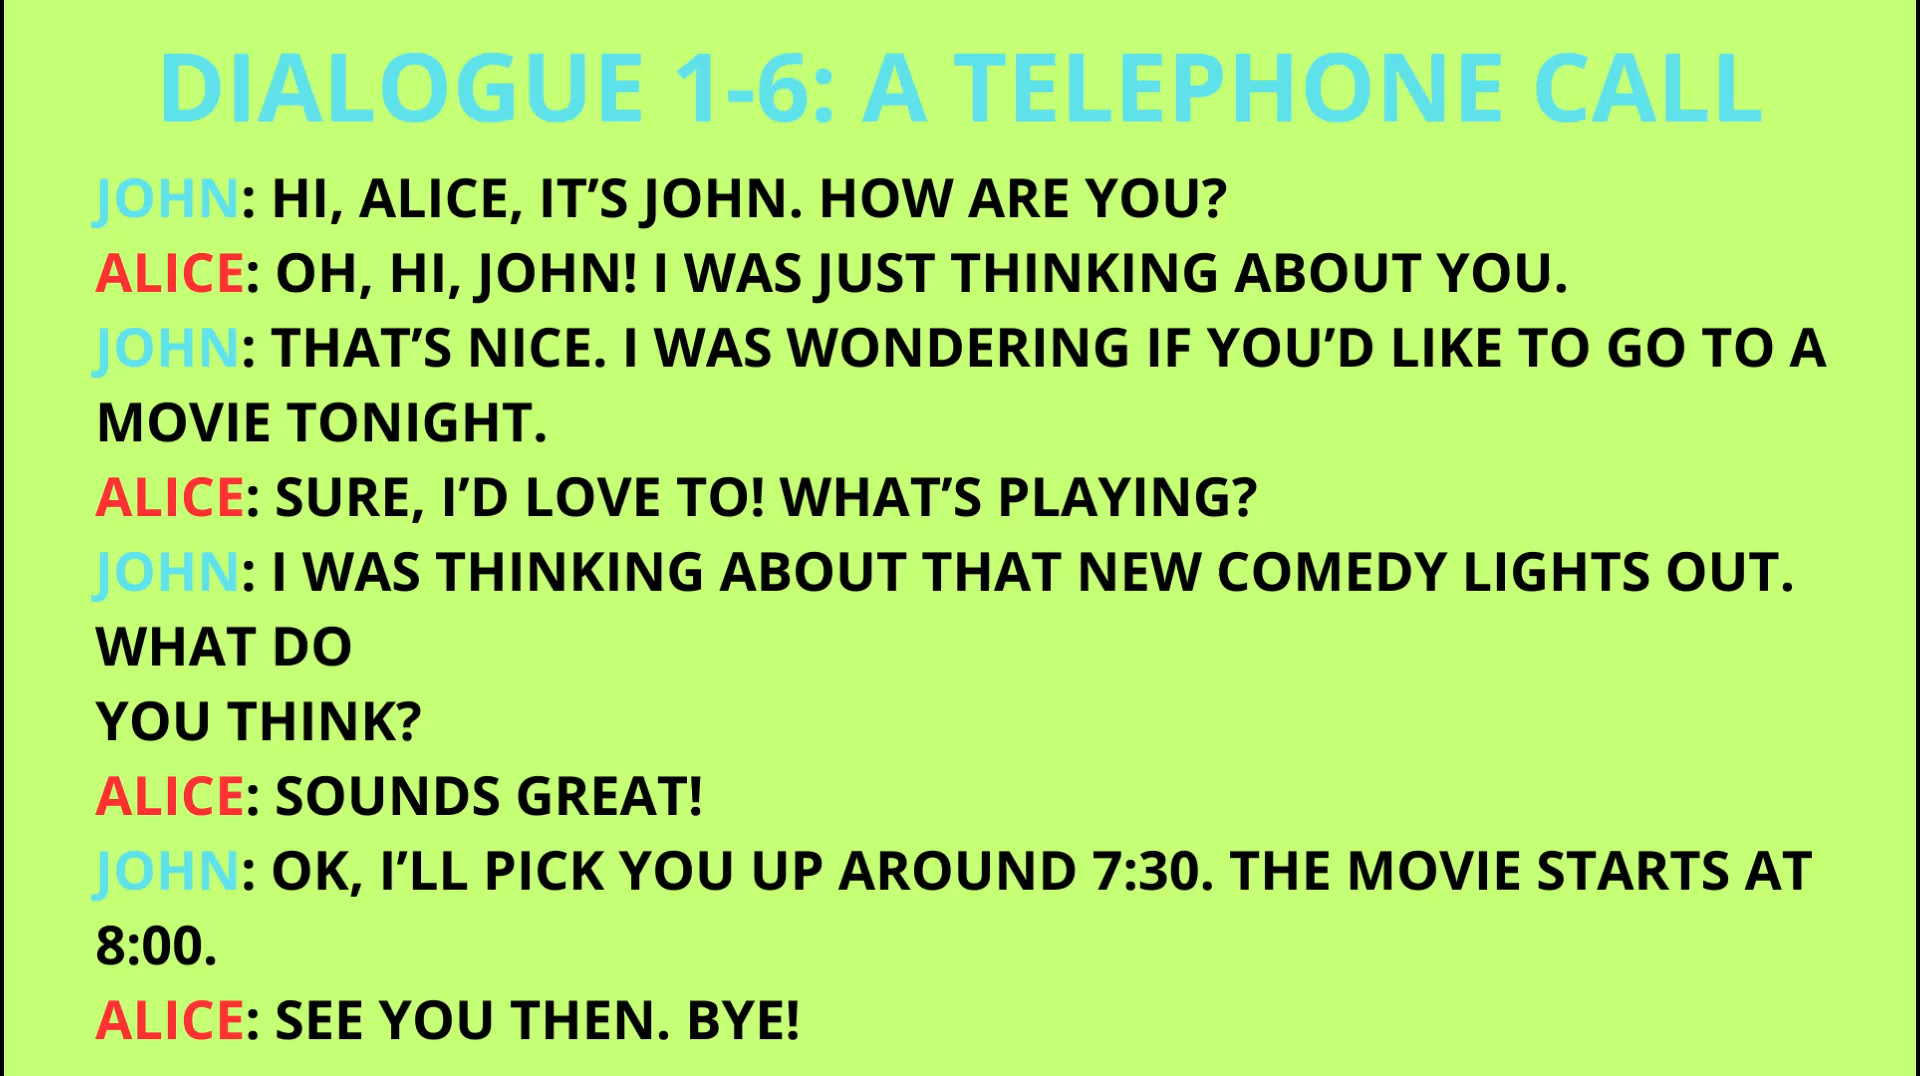 DIALOGUE 1-6: A TELEPHONE CALL
JOHN: HI, ALICE, IT’S JOHN. HOW ARE YOU?
ALICE: OH, HI, JOHN! I WAS JUST THINKING ABOUT YOU.
JOHN: THAT’S NICE. I WAS WONDERING IF YOU’D LIKE TO GO TO A
MOVIE TONIGHT.
ALICE: SURE, I’D LOVE TO! WHAT’S PLAYING?
JOHN: I WAS THINKING ABOUT THAT NEW COMEDY LIGHTS OUT.
WHAT DO
YOU THINK?
ALICE: SOUNDS GREAT!
JOHN: OK, I’LL PICK YOU UP AROUND 7:30. THE MOVIE STARTS AT
8:00.
ALICE: SEE YOU THEN. BYE!